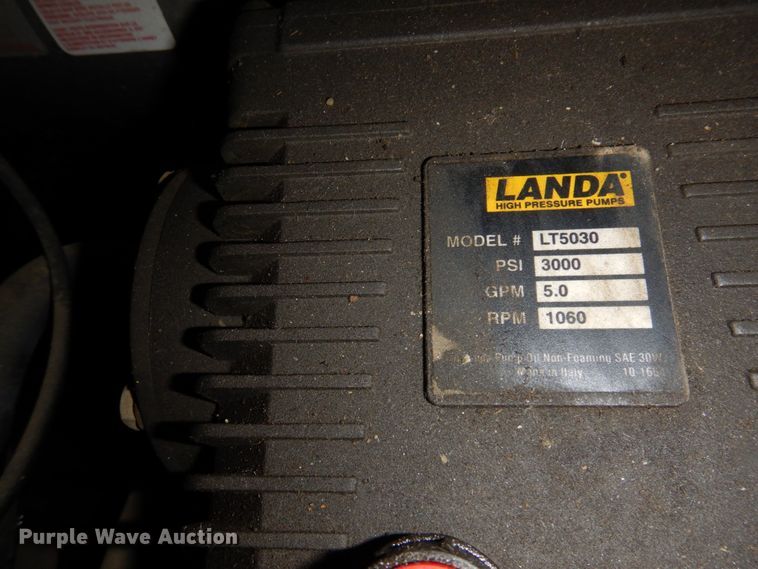 LANDA
HIGH PRESSURE PUMPS
MODEL # LT5030
PSI 3000
GPM 5.0
RPM 1060
Pump Oil Non-Foaming SAE 30W
Made in Italy
Purple Wave Auction